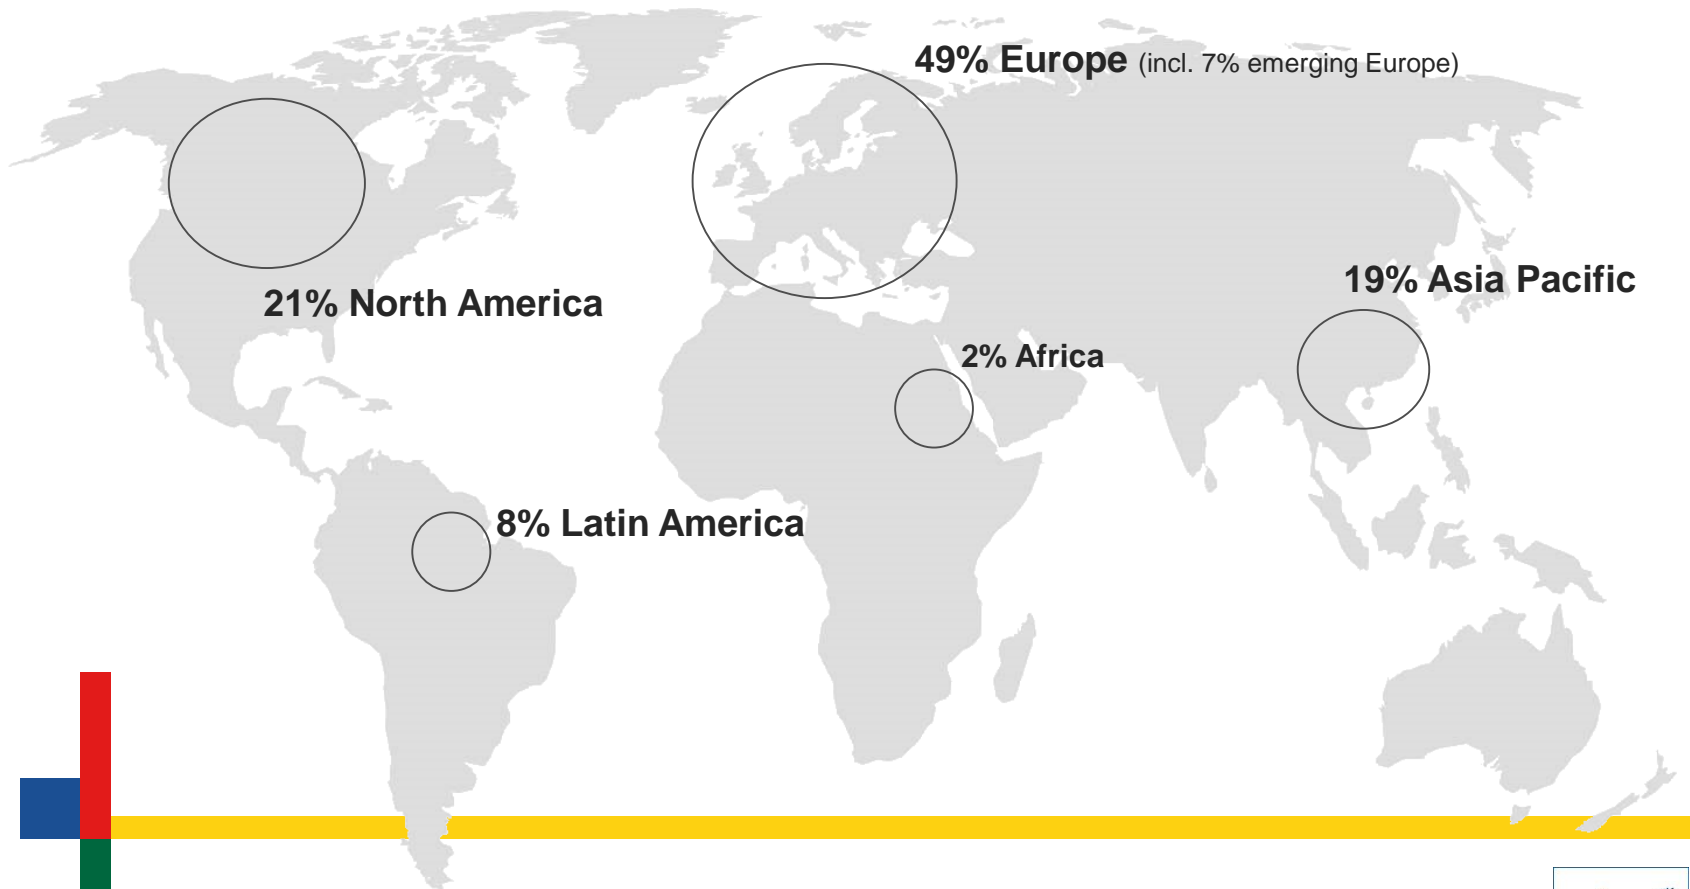 49% Europe (incl. 7% emerging Europe)
21% North America
19% Asia Pacific
2% Africa
8% Latin America